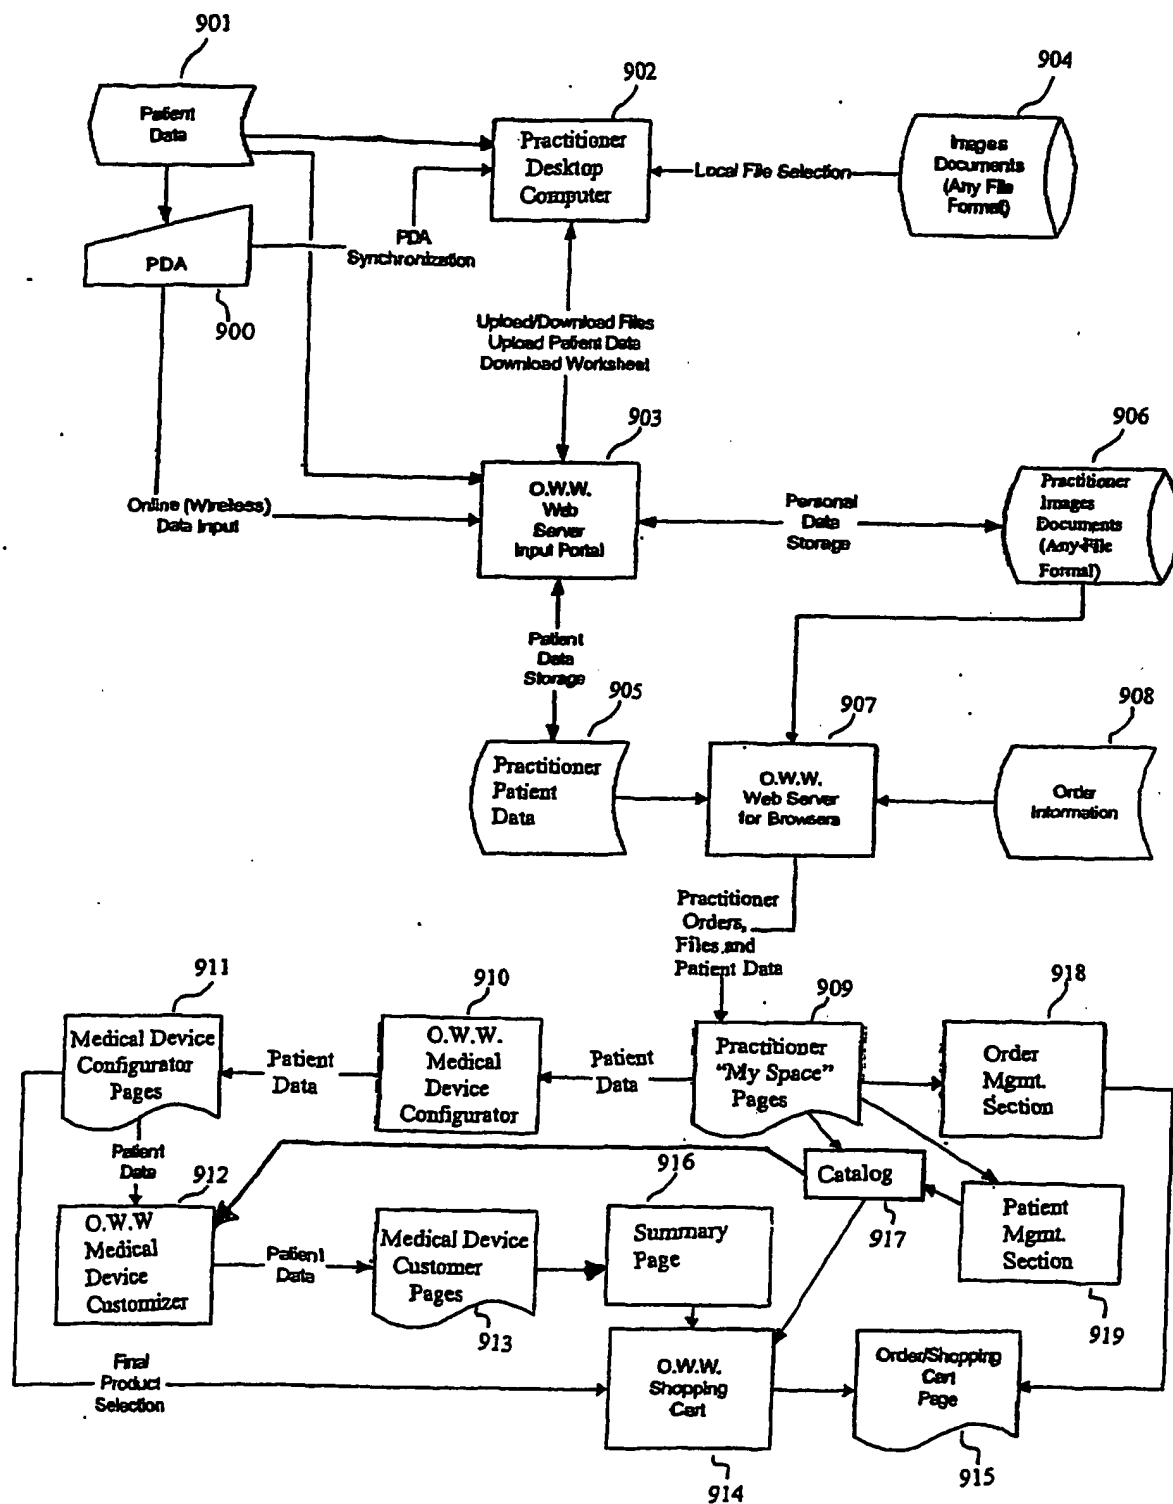 901
Patient
Data
902
Practitioner
Desktop
Computer
904
Images
Documents
(Any File
Format)
Local File Selection
PDA
Synchronization
PDA
900
Upload/Download Files
Upload Patient Data
Download Worksheet
903
O.W.W.
Web
Server
Input Portal
Online (Wireless)
Data Input
Personal
Data
Storage
906
Practitioner
Images
Documents
(Any File
Formal)
Patient
Data
Storage
905
Practitioner
Patient
Data
907
O.W.W.
Web Server
for Browsers
908
Order
Information
Practitioner
Orders,
Files and
Patient Data
911
Medical Device
Configurator
Pages
Patient
Data
910
O.W.W.
Medical
Device
Configurator
Patient
Data
909
Practitioner
"My Space"
Pages
918
Order
Mgmt.
Section
Patient
Data
912
O.W.W
Medical
Device
Customizer
Patient
Data
Medical Device
Customer
Pages
913
916
Summary
Page
Catalog
917
Patient
Mgmt.
Section
919
Final
Product
Selection
O.W.W.
Shopping
Cart
914
Order/Shopping
Cart
Page
915